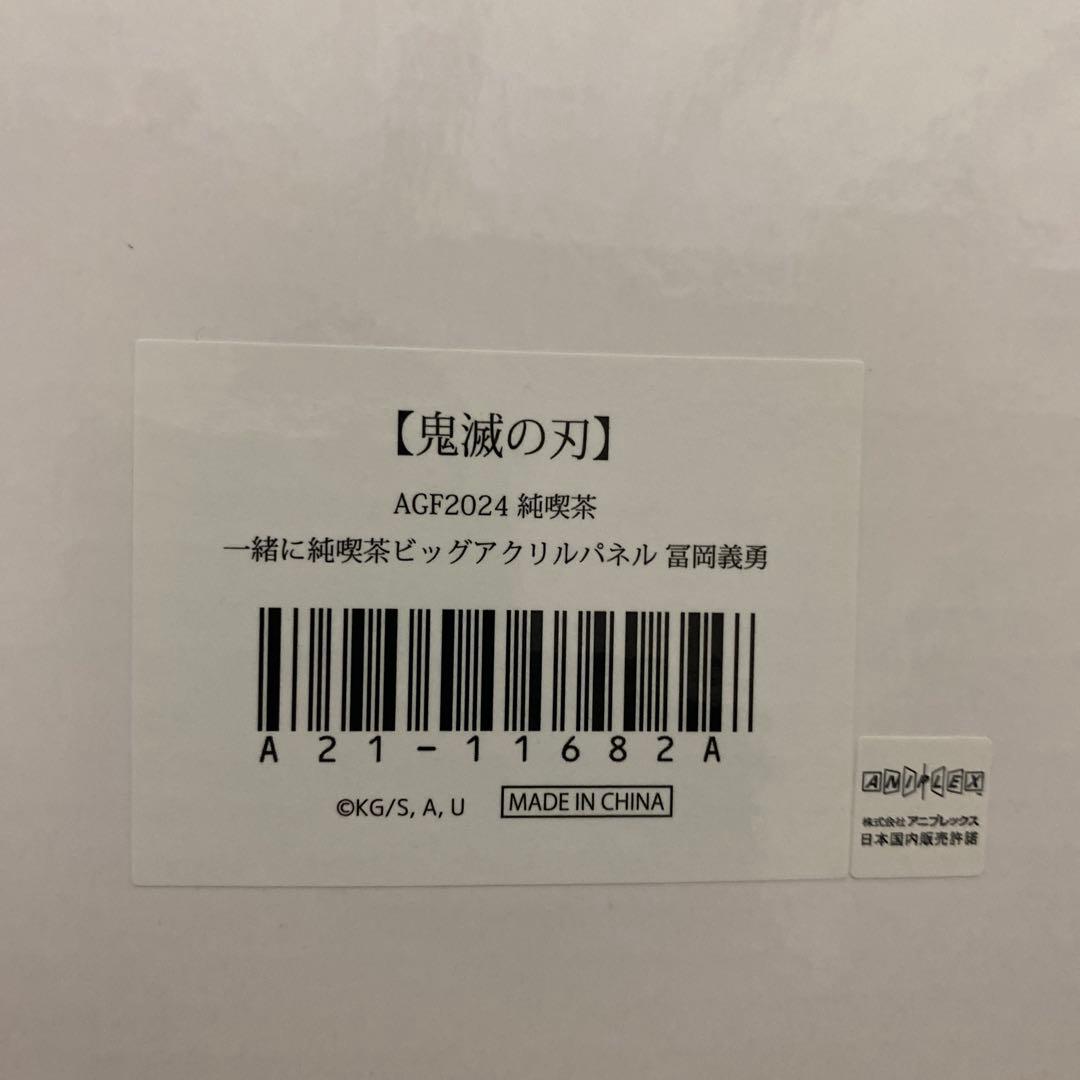 【鬼滅の刃】
AGF2024 純喫茶
一緒に純喫茶ビッグアクリルパネル 冨岡義勇
A21-11682A
©KG/S, A, U
MADE IN CHINA
ANIPLEX
株式会社アニプレックス
日本国内販売許諾